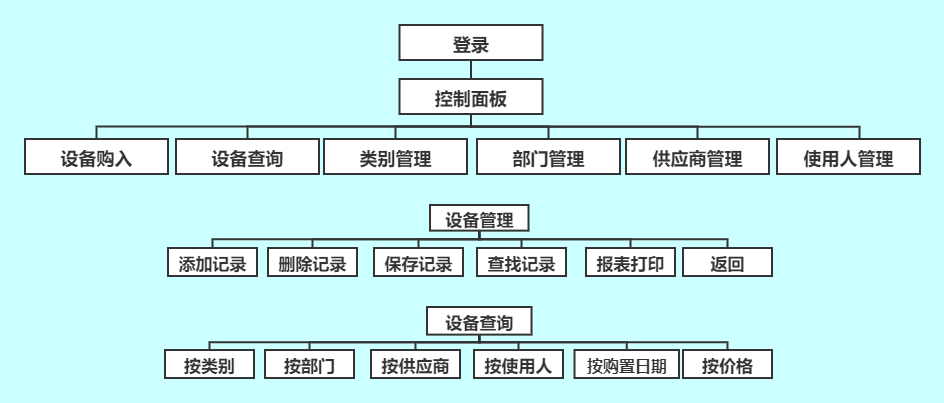 登录
控制面板
设备购入
设备查询
类别管理
部门管理
供应商管理
使用人管理
设备管理
添加记录
删除记录
保存记录
查找记录
报表打印
返回
设备查询
按类别
按部门
按供应商
按使用人
按购置日期
按价格